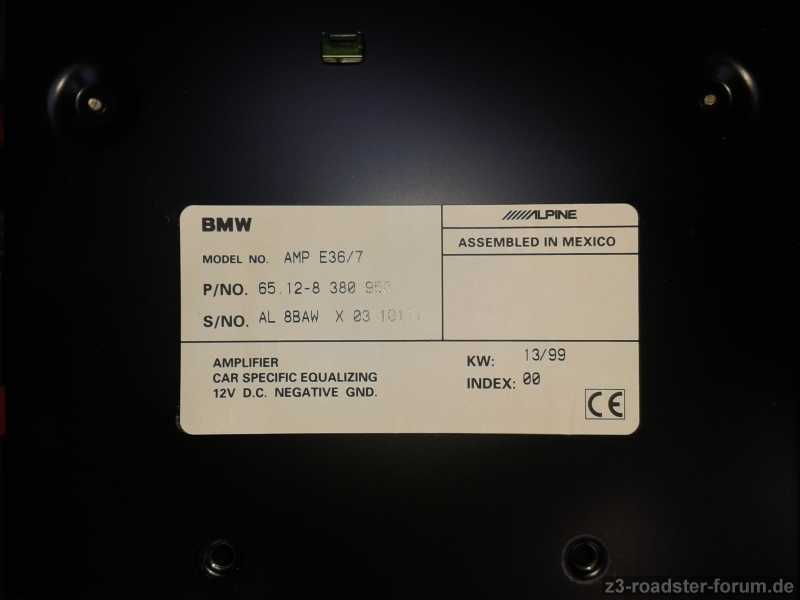 BMW
MODEL NO. AMP E36/7
P/NO. 65.12-8 380
S/NO. AL 8BAW X 03
ALPINE
ASSEMBLED IN MEXICO
AMPLIFIER
CAR SPECIFIC EQUALIZING
12V D.C. NEGATIVE GND.
KW: 13/99
INDEX: 00
CE
z3-roadster-forum.de